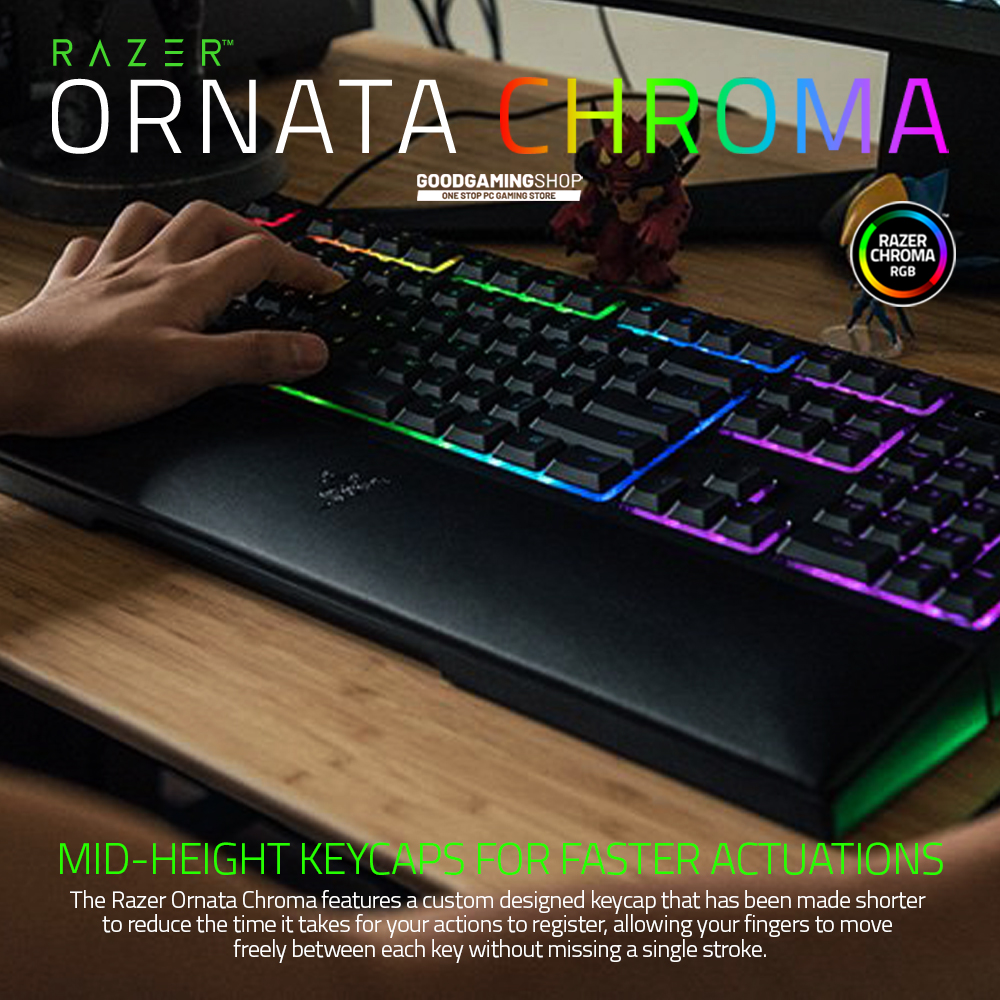 RAZER™
ORNATA CHROMA
GOODGAMINGSHOP
ONE STOP PC GAMING STORE
RAZER
CHROMA
RGB
™
MID-HEIGHT KEYCAPS FOR FASTER ACTUATIONS
The Razer Ornata Chroma features a custom designed keycap that has been made shorter
to reduce the time it takes for your actions to register, allowing your fingers to move
freely between each key without missing a single stroke.